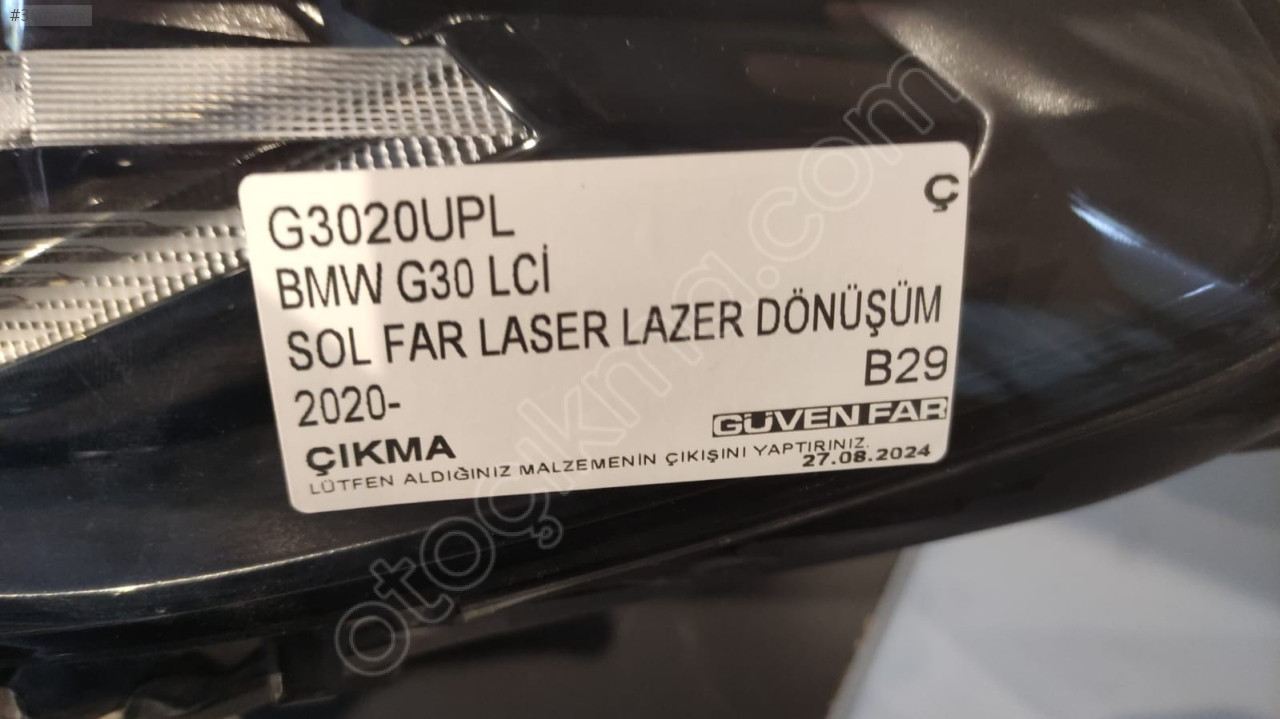 G3020UPL
Ç
BMW G30 LCİ
SOL FAR LASER LAZER DÖNÜŞÜM
2020-
B29
ÇIKMA
GÜVEN FAR
LÜTFEN ALDIĞINIZ MALZEMENİN ÇIKIŞINI YAPTIRINIZ.
27.08.2024
otoçıkma.com